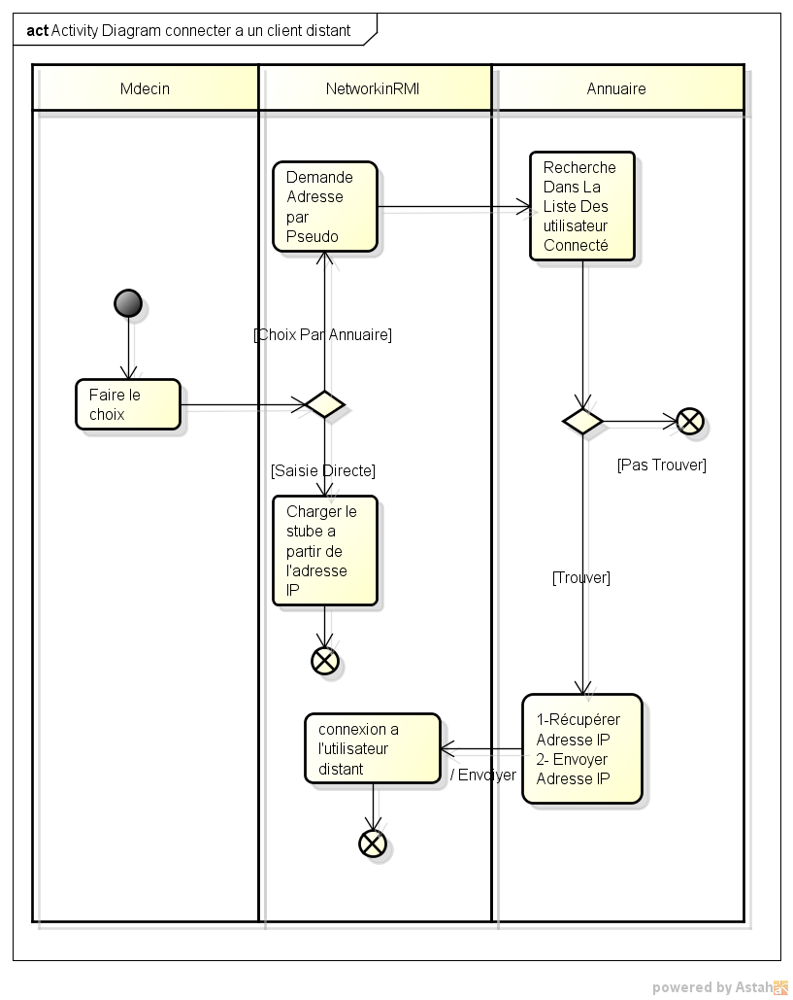 act Activity Diagram connecter a un client distant
Mdecin
NetworkinRMI
Annuaire
Demande
Adresse
par
Pseudo
Recherche
Dans La
Liste Des
utilisateur
Connecté
[Choix Par Annuaire]
Faire le
choix
[Saisie Directe]
[Pas Trouver]
Charger le
stube a
partir de
l'adresse
IP
[Trouver]
connexion a
l'utilisateur
distant
/ Envoiyer
1-Récupérer
Adresse IP
2- Envoyer
Adresse IP
powered by Astah